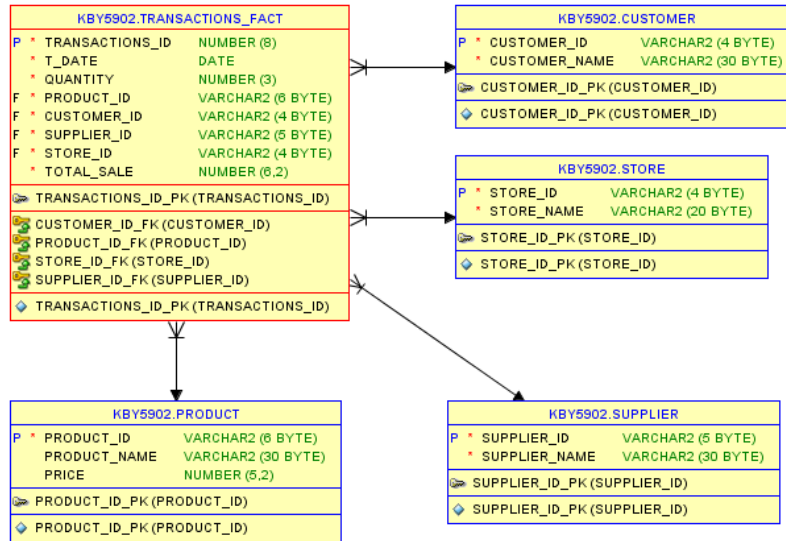 KBY5902.TRANSACTIONS_FACT
P * TRANSACTIONS_ID NUMBER (8)
* T_DATE DATE
* QUANTITY NUMBER (3)
F * PRODUCT_ID VARCHAR2 (6 BYTE)
F * CUSTOMER_ID VARCHAR2 (4 BYTE)
F * SUPPLIER_ID VARCHAR2 (5 BYTE)
F * STORE_ID VARCHAR2 (4 BYTE)
* TOTAL_SALE NUMBER (6,2)
TRANSACTIONS_ID_PK (TRANSACTIONS_ID)
CUSTOMER_ID_FK (CUSTOMER_ID)
PRODUCT_ID_FK (PRODUCT_ID)
STORE_ID_FK (STORE_ID)
SUPPLIER_ID_FK (SUPPLIER_ID)
TRANSACTIONS_ID_PK (TRANSACTIONS_ID)
KBY5902.CUSTOMER
P * CUSTOMER_ID VARCHAR2 (4 BYTE)
* CUSTOMER_NAME VARCHAR2 (30 BYTE)
CUSTOMER_ID_PK (CUSTOMER_ID)
CUSTOMER_ID_PK (CUSTOMER_ID)
KBY5902.STORE
P * STORE_ID VARCHAR2 (4 BYTE)
* STORE_NAME VARCHAR2 (20 BYTE)
STORE_ID_PK (STORE_ID)
STORE_ID_PK (STORE_ID)
KBY5902.PRODUCT
P * PRODUCT_ID VARCHAR2 (6 BYTE)
PRODUCT_NAME VARCHAR2 (30 BYTE)
PRICE NUMBER (5,2)
PRODUCT_ID_PK (PRODUCT_ID)
PRODUCT_ID_PK (PRODUCT_ID)
KBY5902.SUPPLIER
P * SUPPLIER_ID VARCHAR2 (5 BYTE)
* SUPPLIER_NAME VARCHAR2 (30 BYTE)
SUPPLIER_ID_PK (SUPPLIER_ID)
SUPPLIER_ID_PK (SUPPLIER_ID)